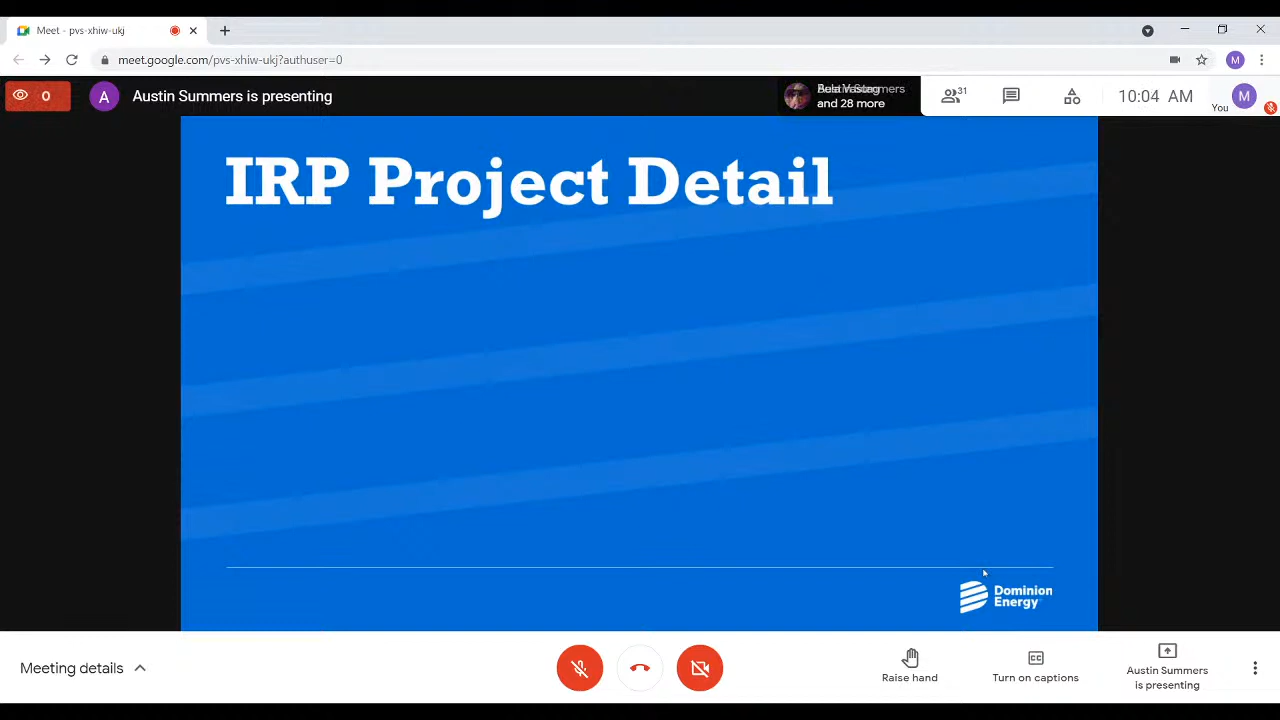 Meet - pvs-xhiw-ukj
meet.google.com/pvs-xhiw-ukj?authuser=0
M
0
A
Austin Summers is presenting
and 28 more
31
10:04 AM
You
M
IRP Project Detail
Dominion
Energy
Meeting details
Raise hand
CC
Turn on captions
Austin Summers
is presenting